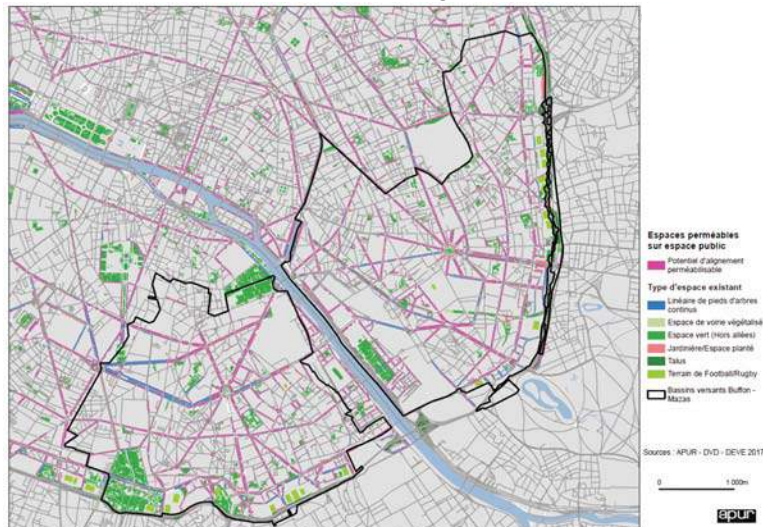 Espaces perméables
sur espace public
Potentiel d'alignement
perméabilisable
Type d'espace existant
Linéaire de pieds d'arbres
continus
Espace de voirie végétalisé
Espace vert (Hors allées)
Jardinière/Espace planté
Talus
Terrain de Football/Rugby
Bassins versants Buffon -
Mazas
Sources : APUR - DVD - DEVE 2017
0 1 000m
apur